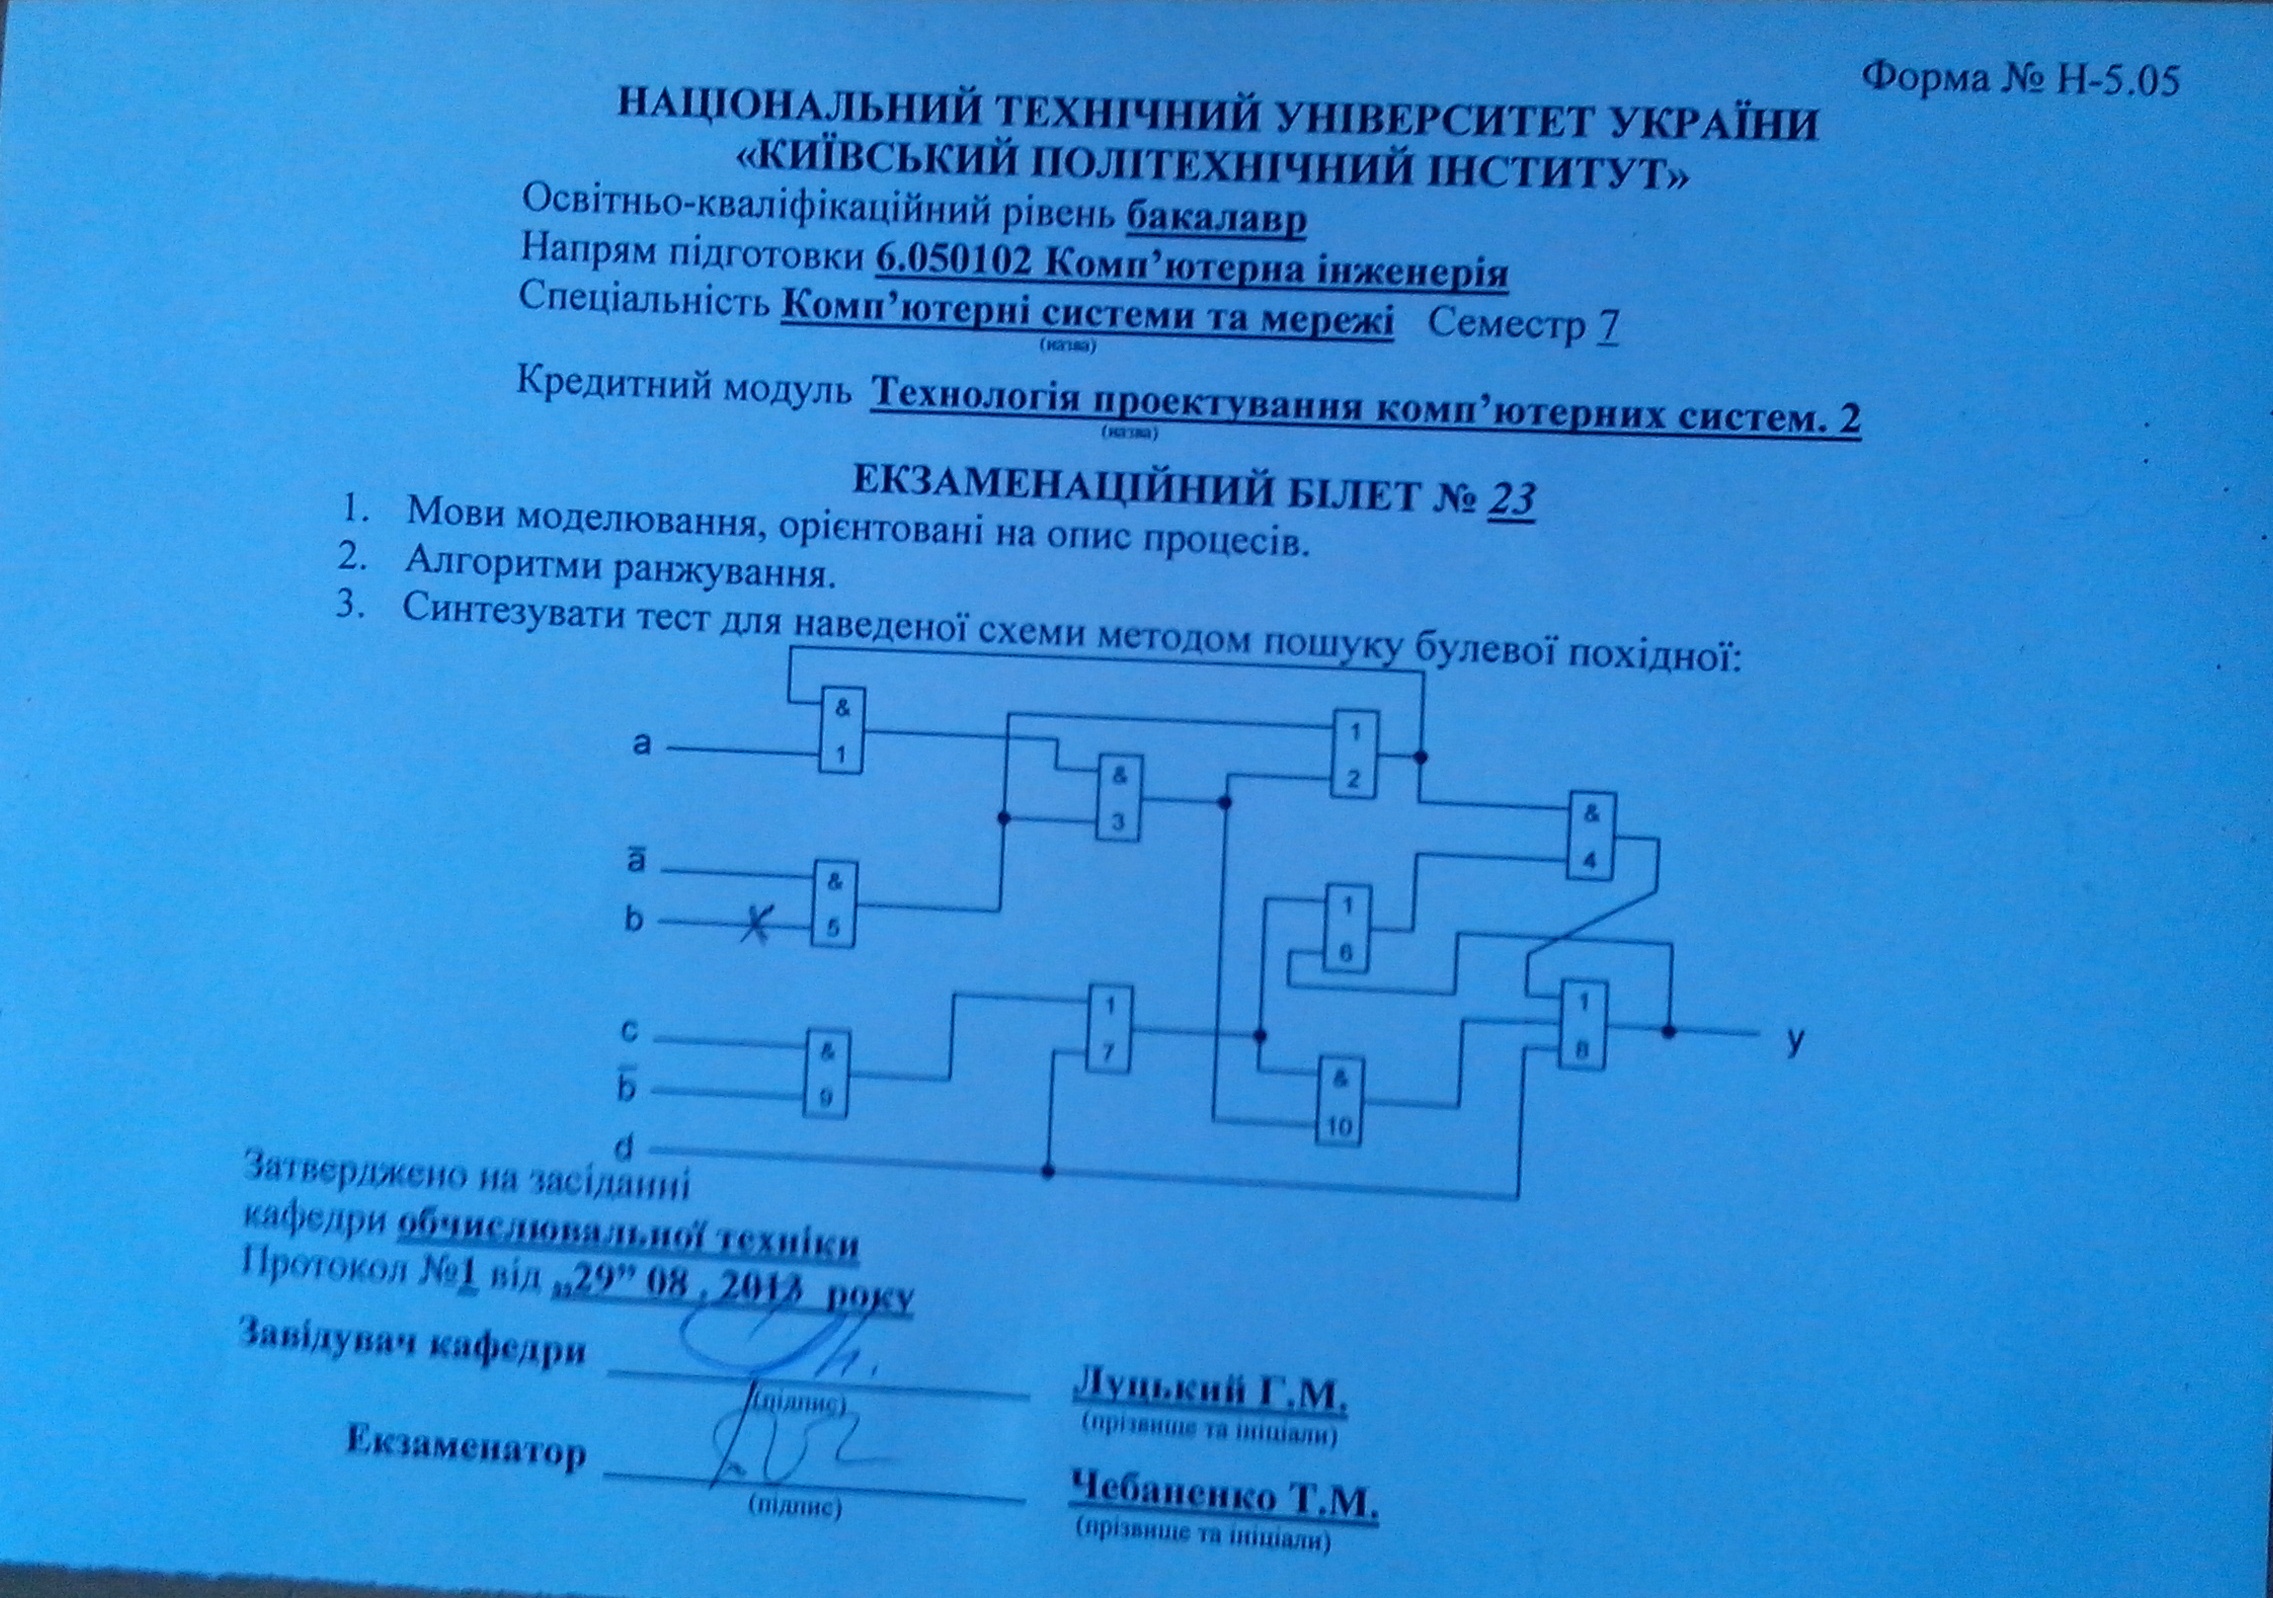 Форма № Н-5.05
НАЦІОНАЛЬНИЙ ТЕХНІЧНИЙ УНІВЕРСИТЕТ УКРАЇНИ
«КИЇВСЬКИЙ ПОЛІТЕХНІЧНИЙ ІНСТИТУТ»
Освітньо-кваліфікаційний рівень бакалавр
Напрям підготовки 6.050102 Комп’ютерна інженерія
Спеціальність Комп’ютерні системи та мережі Семестр 7
(назва)
Кредитний модуль Технологія проектування комп’ютерних систем. 2
(назва)
ЕКЗАМЕНАЦІЙНИЙ БІЛЕТ № 23
1. Мови моделювання, орієнтовані на опис процесів.
2. Алгоритми ранжування.
3. Синтезувати тест для наведеної схеми методом пошуку булевої похідної:
& 1
1 2
a
& 3
& 4
a̅
& 5
b
1 6
c
1 7
1 8
y
& 9
b̅
& 10
d
Затверджено на засіданні
кафедри обчислювальної техніки
Протокол №1 від „29” 08 . 2013 року
Завідувач кафедри
(підпис)
Луцький Г.М.
(прізвище та ініціали)
Екзаменатор
(підпис)
Чебаненко Т.М.
(прізвище та ініціали)